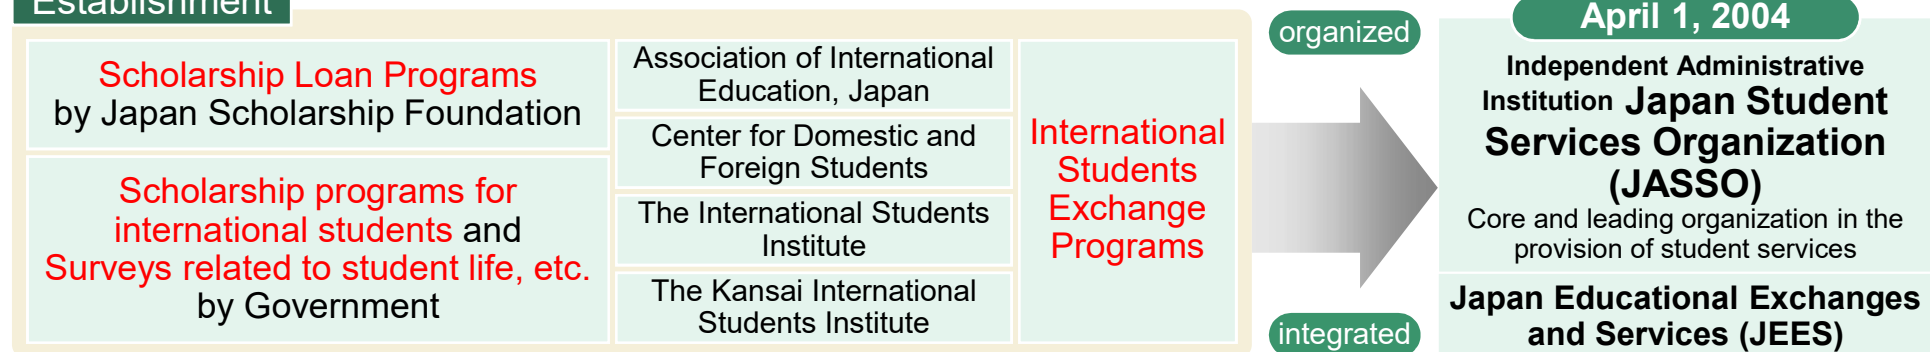 Establishment
Scholarship Loan Programs
by Japan Scholarship Foundation
Scholarship programs for
international students and
Surveys related to student life, etc.
by Government
Association of International
Education, Japan
Center for Domestic and
Foreign Students
The International Students
Institute
The Kansai International
Students Institute
International
Students
Exchange
Programs
organized
integrated
April 1, 2004
Independent Administrative
Institution Japan Student
Services Organization
(JASSO)
Core and leading organization in the
provision of student services
Japan Educational Exchanges
and Services (JEES)